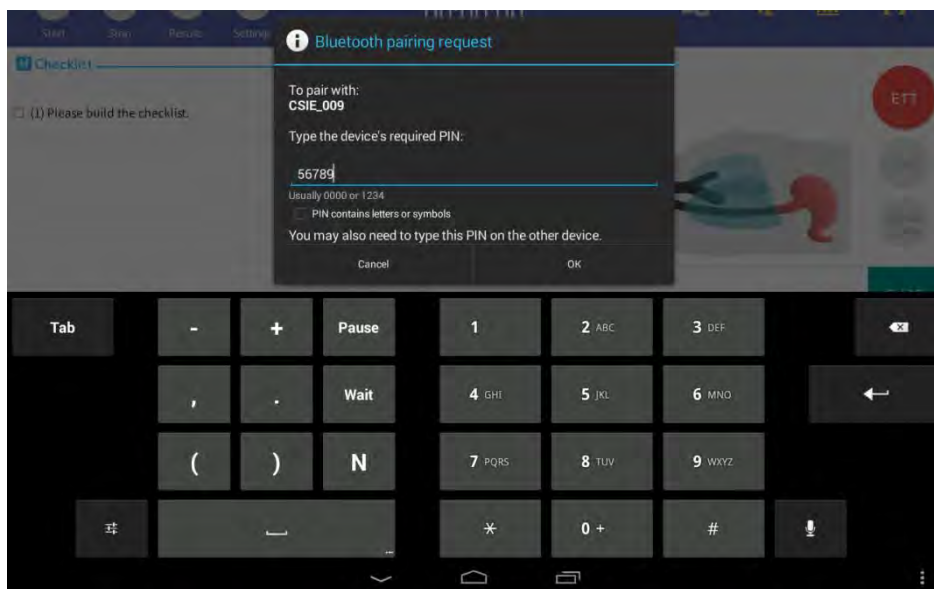 Start Stop Results Settings
Bluetooth pairing request
Checklist
(1) Please build the checklist.
To pair with:
CSIE_009
Type the device's required PIN:
56789
Usually 0000 or 1234
PIN contains letters or symbols
You may also need to type this PIN on the other device.
Cancel OK
ETT
Tab - + Pause 1 2 ABC 3 DEF
, . Wait 4 GHI 5 JKL 6 MNO
( ) N 7 PQRS 8 TUV 9 WXYZ
... * 0 + #